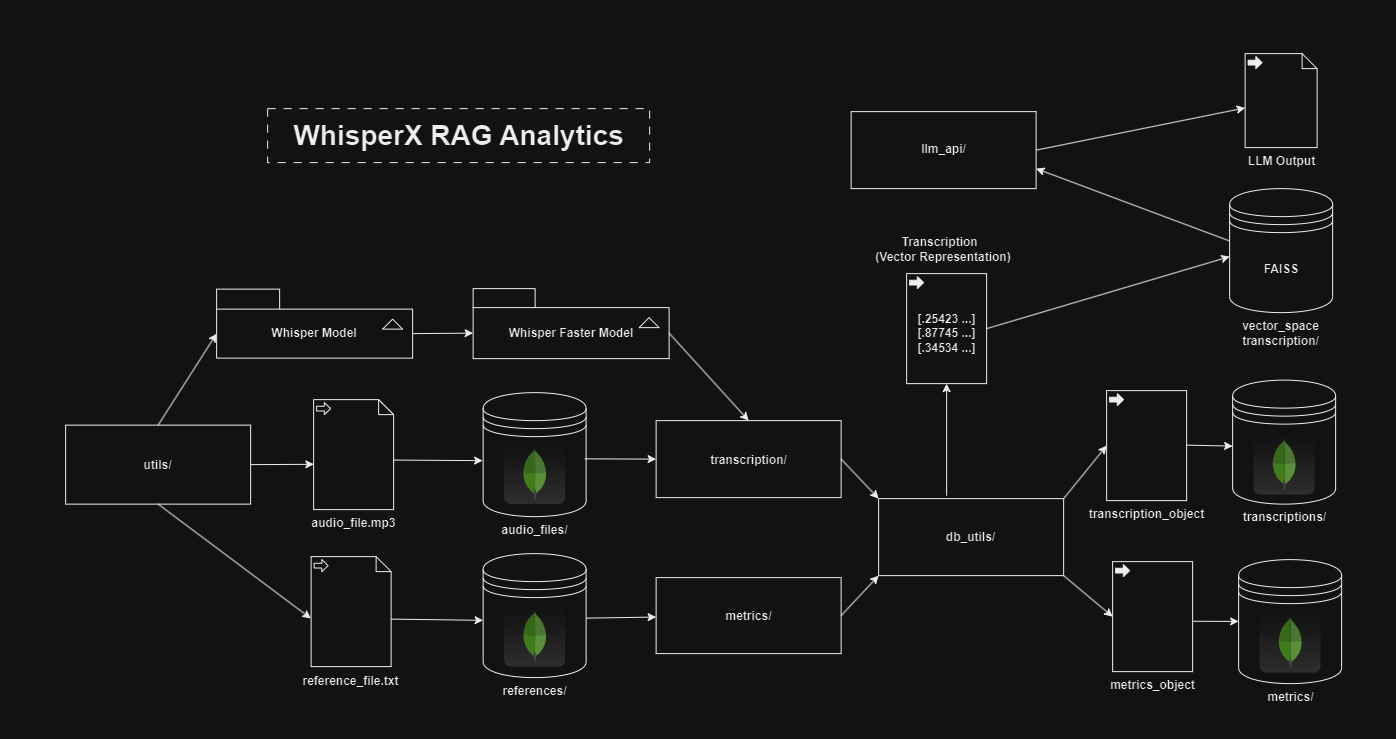 WhisperX RAG Analytics
llm_api/
LLM Output
Transcription
(Vector Representation)
[.25423 ...]
[.87745 ...]
[.34534 ...]
FAISS
vector_space
transcription/
Whisper Model
Whisper Faster Model
utils/
audio_file.mp3
audio_files/
transcription/
db_utils/
transcription_object
transcriptions/
reference_file.txt
references/
metrics/
metrics_object
metrics/